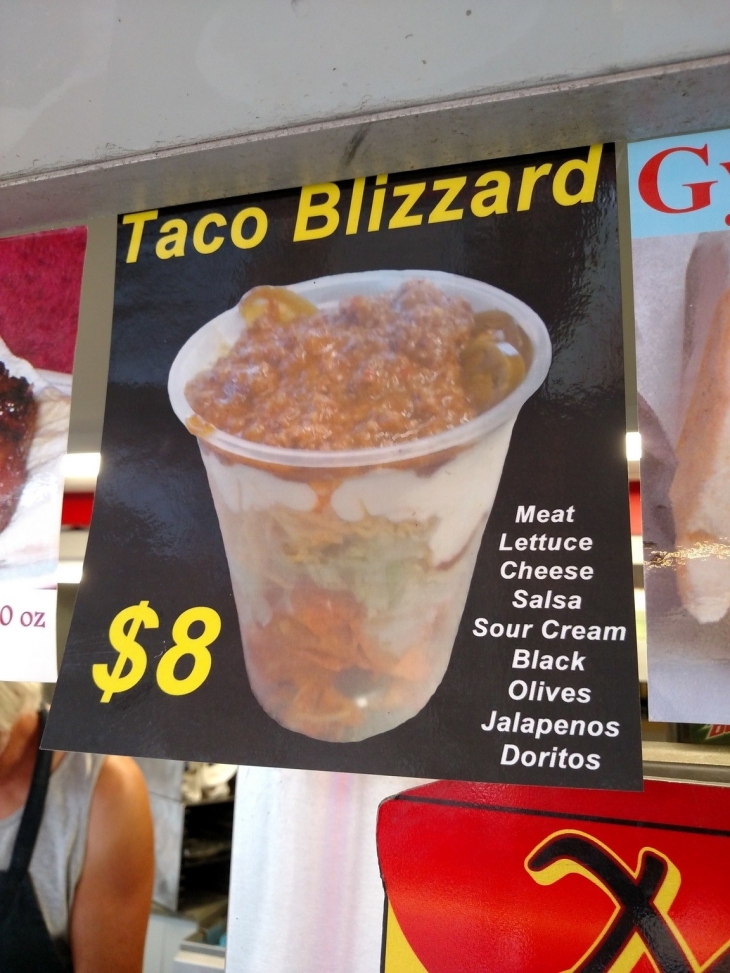 Taco Blizzard
$8
Meat
Lettuce
Cheese
Salsa
Sour Cream
Black
Olives
Jalapenos
Doritos
0 oz